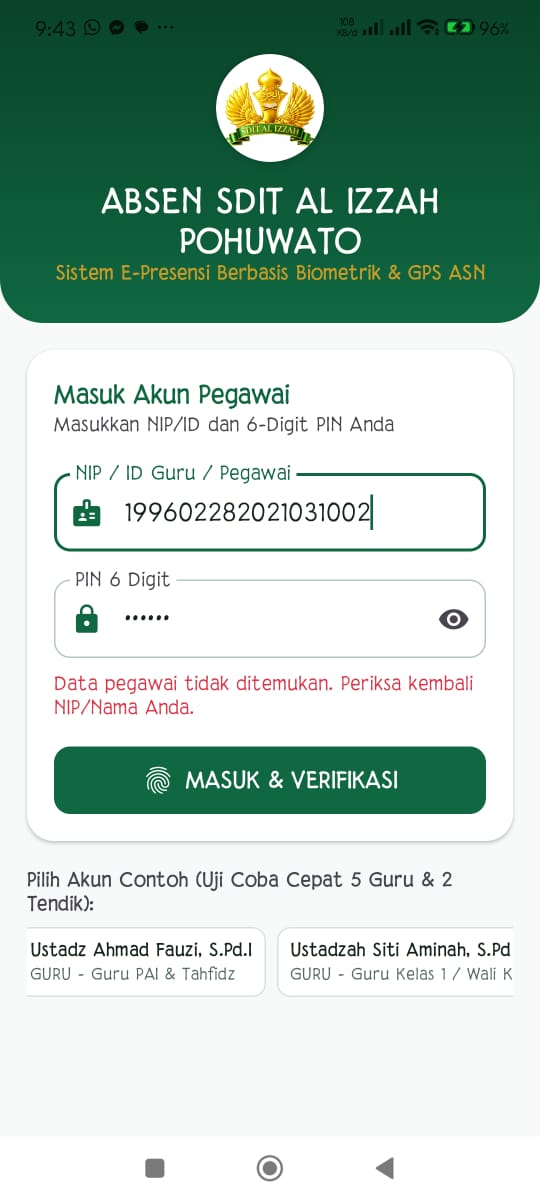 9:43
108
KB/d
96%
SDIT AL IZZAH
ABSEN SDIT AL IZZAH
POHUWATO
Sistem E-Presensi Berbasis Biometrik & GPS ASN
Masuk Akun Pegawai
Masukkan NIP/ID dan 6-Digit PIN Anda
NIP / ID Guru / Pegawai
199602282021031002
PIN 6 Digit
••••••
Data pegawai tidak ditemukan. Periksa kembali
NIP/Nama Anda.
MASUK & VERIFIKASI
Pilih Akun Contoh (Uji Coba Cepat 5 Guru & 2
Tendik):
Ustadz Ahmad Fauzi, S.Pd.I
GURU - Guru PAI & Tahfidz
Ustadzah Siti Aminah, S.Pd
GURU - Guru Kelas 1 / Wali K